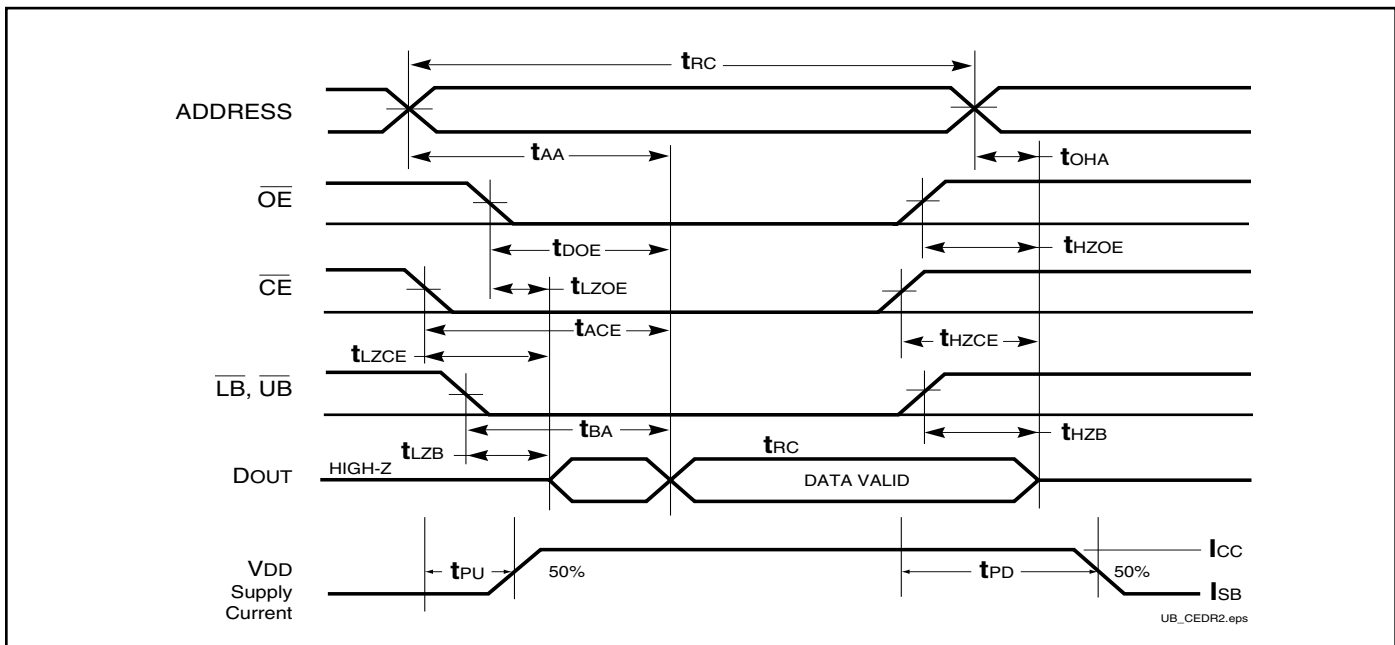 tRC
ADDRESS
tAA
tOHA
OE
tDOE
tHZOE
CE
tLZOE
tACE
tHZCE
tLZCE
LB, UB
tBA
tHZB
tLZB
tRC
DOUT
HIGH-Z
DATA VALID
ICC
VDD
tPU
50%
tPD
50%
Supply
ISB
Current
UB_CEDR2.eps